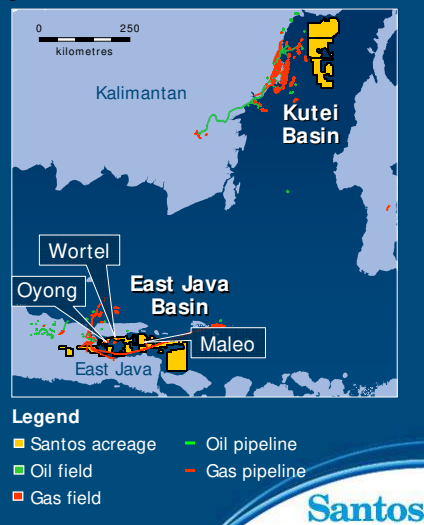 0 250
kilometres
Kalimantan
Kutei
Basin
Wortel
Oyong
East Java
Basin
Maleo
East Java
Legend
Santos acreage
Oil pipeline
Oil field
Gas pipeline
Gas field
Santos